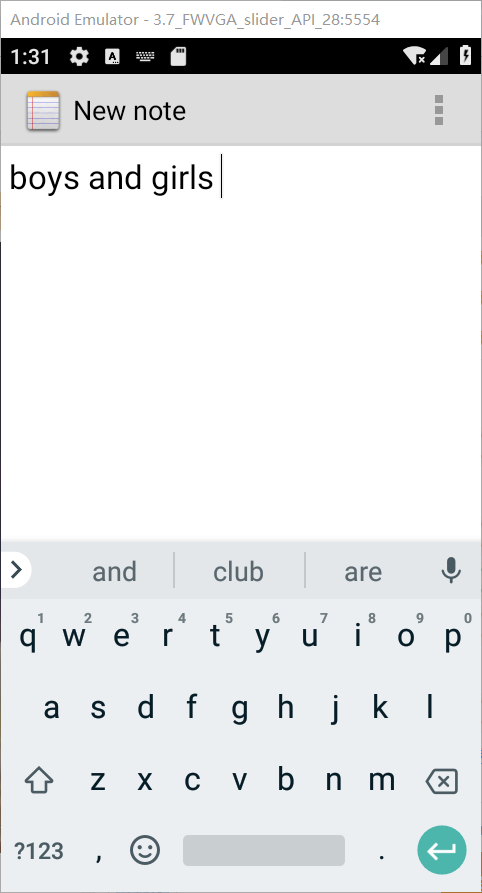 Android Emulator - 3.7_FWVGA_slider_API_28:5554
1:31 A
New note
boys and girls
and club are
1 2 3 4 5 6 7 8 9 0
q w e r t y u i o p
a s d f g h j k l
z x c v b n m
?123 , .